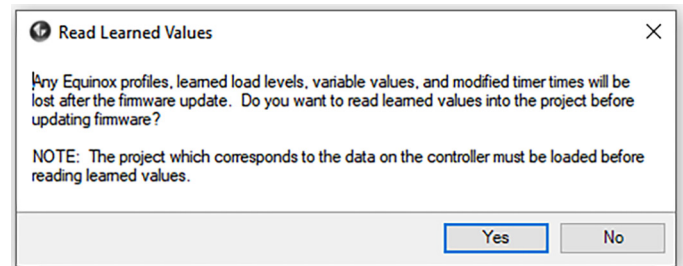 Read Learned Values
Any Equinox profiles, learned load levels, variable values, and modified timer times will be
lost after the firmware update.  Do you want to read learned values into the project before
updating firmware?
NOTE:  The project which corresponds to the data on the controller must be loaded before
reading learned values.
Yes No